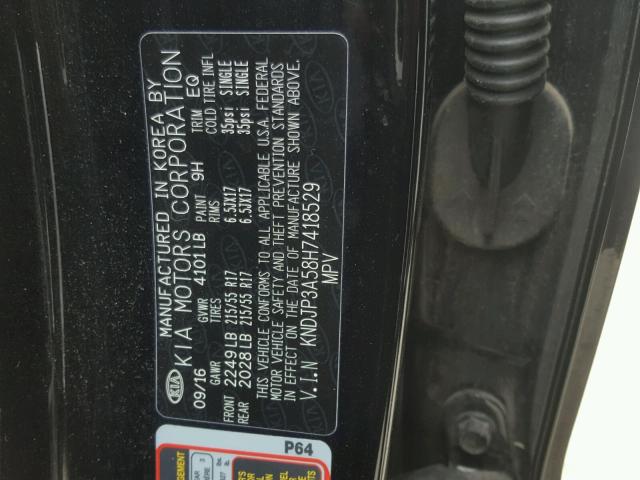 MANUFACTURED IN KOREA BY
KIA MOTORS CORPORATION
KIA
09/16 GVWR 4101LB PAINT 9H TRIM EQ
GAWR TIRES RIMS COLD TIRE INFL
FRONT 2249LB 215/55 R17 6.5JX17 35psi SINGLE
REAR 2028LB 215/55 R17 6.5JX17 35psi SINGLE
THIS VEHICLE CONFORMS TO ALL APPLICABLE U.S.A. FEDERAL
MOTOR VEHICLE SAFETY AND THEFT PREVENTION STANDARDS
IN EFFECT ON THE DATE OF MANUFACTURE SHOWN ABOVE.
V.I.N KNDJP3A58H7418529
MPV
P64